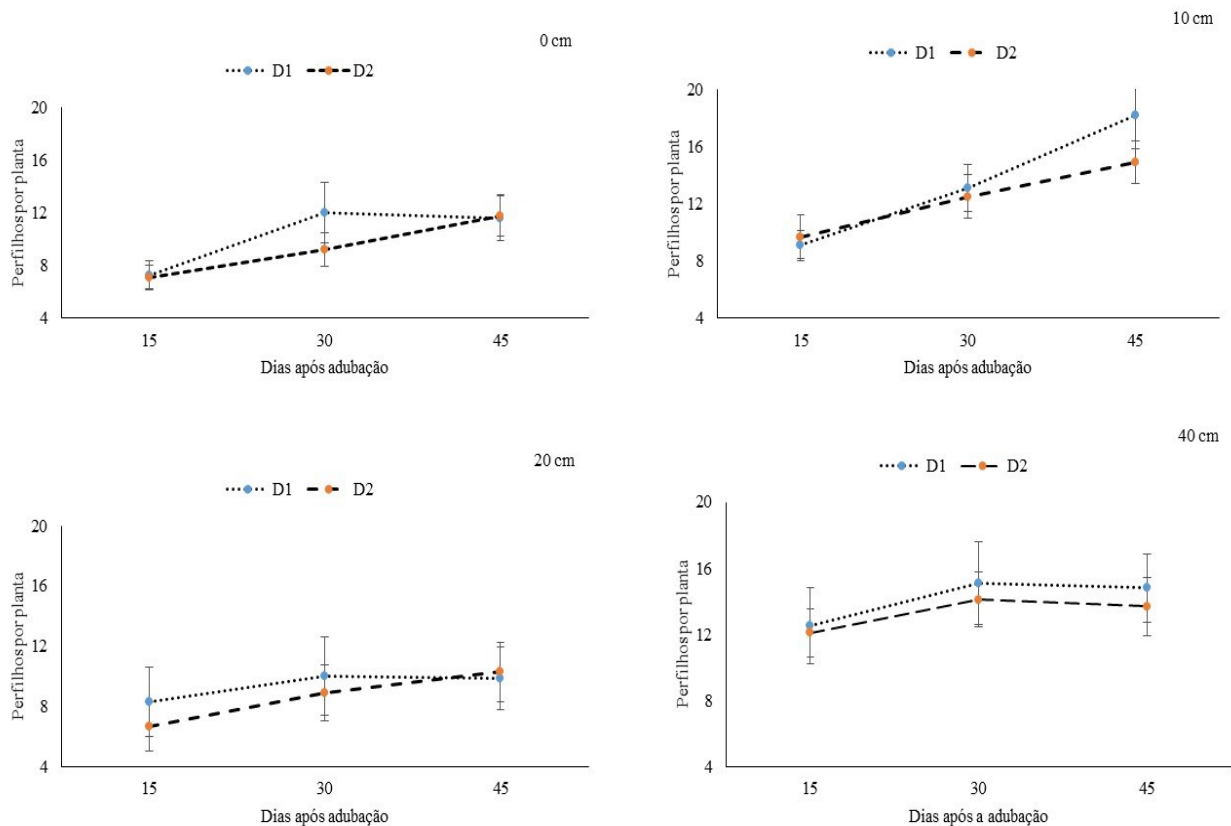 0 cm
D1 D2
Perfilhos por planta
20
16
12
8
4
15 30 45
Dias após adubação
10 cm
D1 D2
Perfilhos por planta
20
16
12
8
4
15 30 45
Dias após adubação
20 cm
D1 D2
Perfilhos por planta
20
16
12
8
4
15 30 45
Dias após adubação
40 cm
D1 D2
Perfilhos por planta
20
16
12
8
4
15 30 45
Dias após a adubação